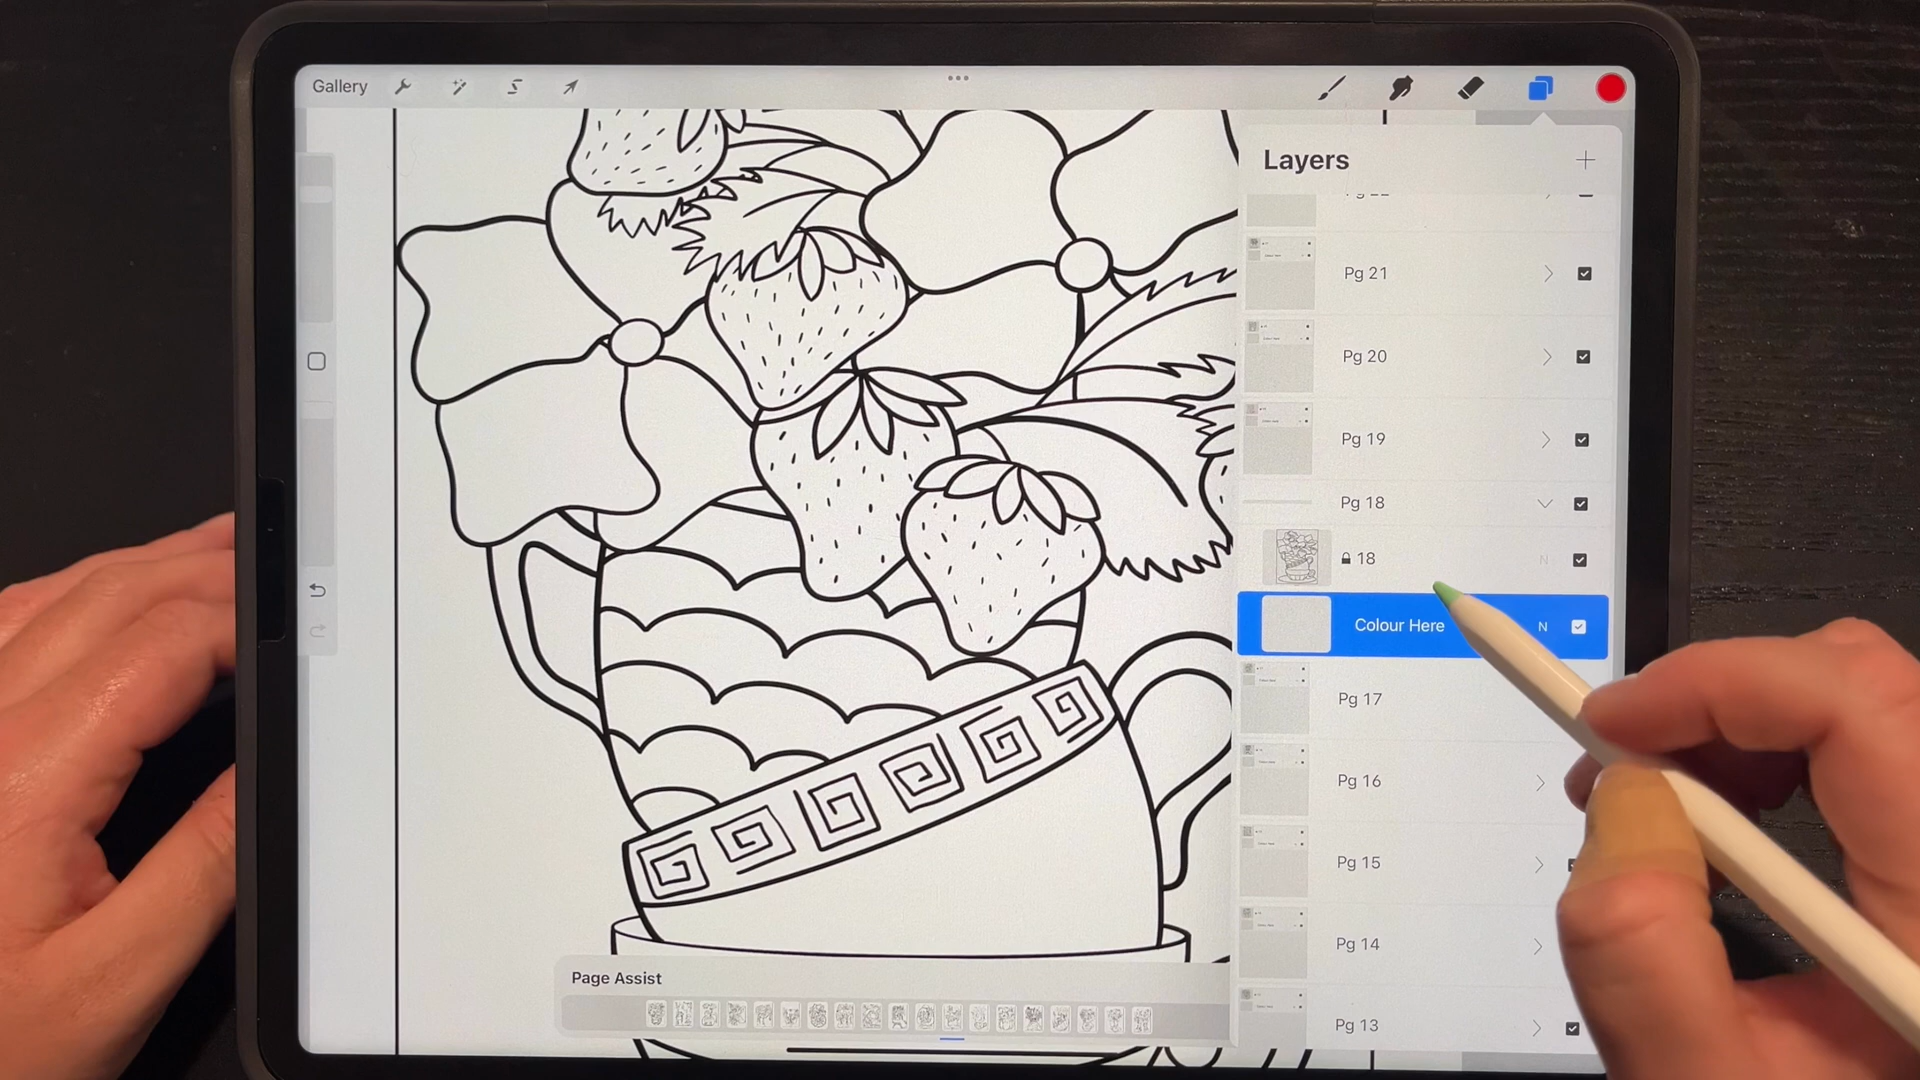 Gallery
Layers
Pg 21
Pg 20
Pg 19
Pg 18
18 N
Colour Here N
Pg 17
Pg 16
Pg 15
Pg 14
Pg 13
Page Assist